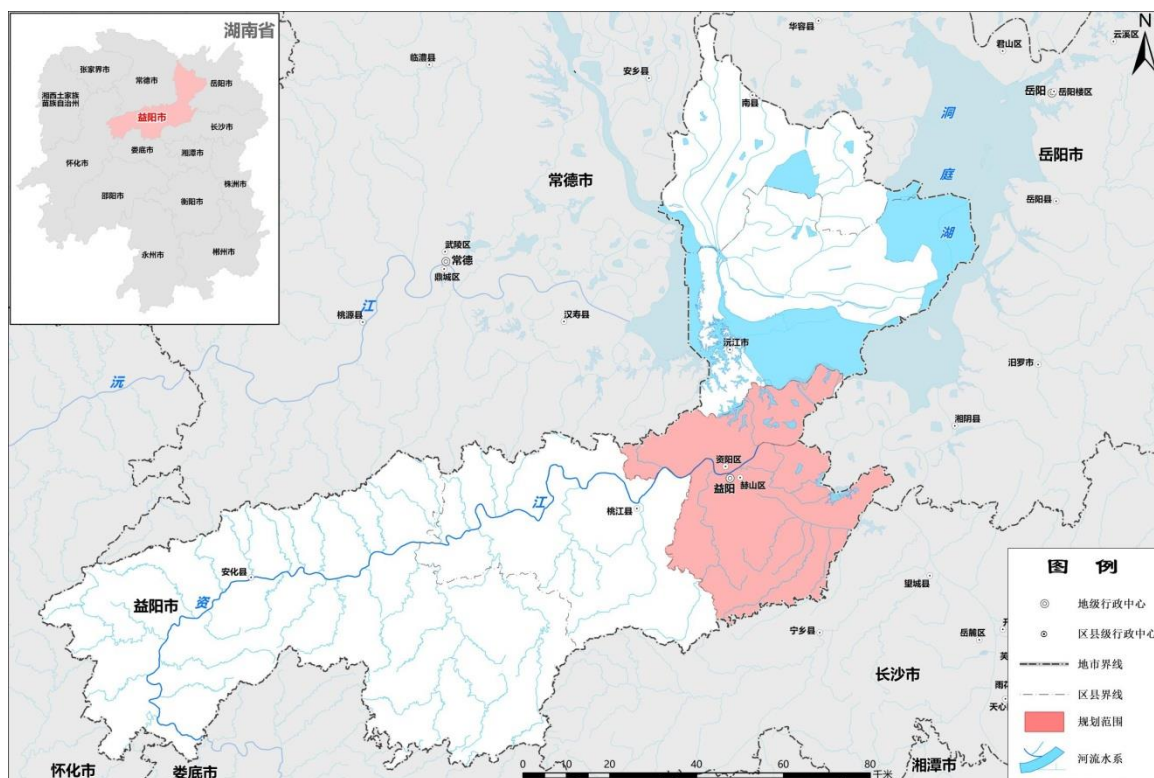 湖南省
张家界市
常德市
岳阳市
湘西土家族
苗族自治州
益阳市
长沙市
怀化市
娄底市
湘潭市
株洲市
邵阳市
衡阳市
永州市
郴州市
N
华容县
君山区
云溪区
临澧县
安乡县
南县
岳阳
岳阳楼区
洞
庭
湖
岳阳市
常德市
岳阳县
武陵区
常德
鼎城区
桃源县
江
汉寿县
沅江市
沅
汨罗市
湘阴县
资阳区
益阳
赫山区
江
桃江县
安化县
益阳市
资
望城县
宁乡县
岳麓区
长沙市
天心
怀化市
娄底市
湘潭市
0
20
40
60
80
千米
图 例
地级行政中心
区县级行政中心
地市界线
区县界线
规划范围
河流水系